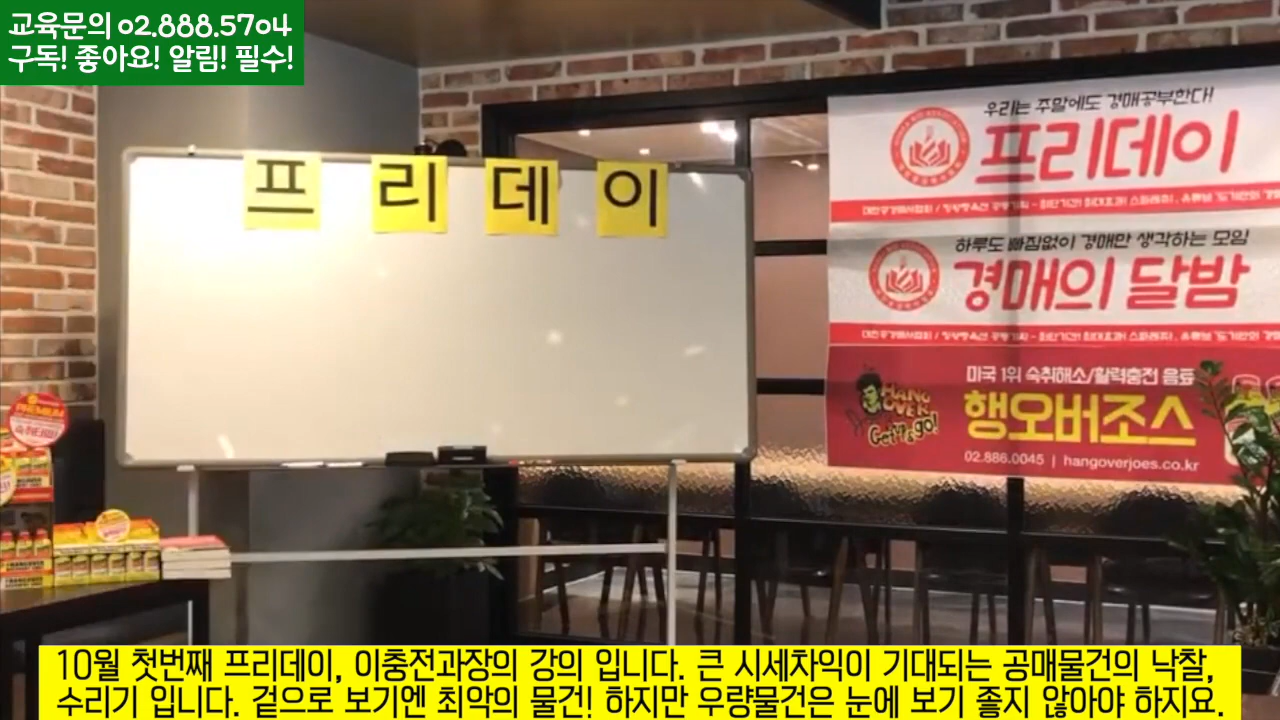 교육문의 02.888.5704
구독! 좋아요! 알림! 필수!
프 리 데 이
우리는 주말에도 경매공부한다!
프리데이
하루도 빠짐없이 경매만 생각하는 모임
경매의 달밤
미국 1위 숙취해소/활력충전 음료
HANG
OVER
Get up & go!
행오버조스
02.886.0045 | hangoverjoes.co.kr
PREMIUM
10월 첫번째 프리데이, 이충전과장의 강의 입니다. 큰 시세차익이 기대되는 공매물건의 낙찰,
수리기 입니다. 겉으로 보기엔 최악의 물건! 하지만 우량물건은 눈에 보기 좋지 않아야 하지요.